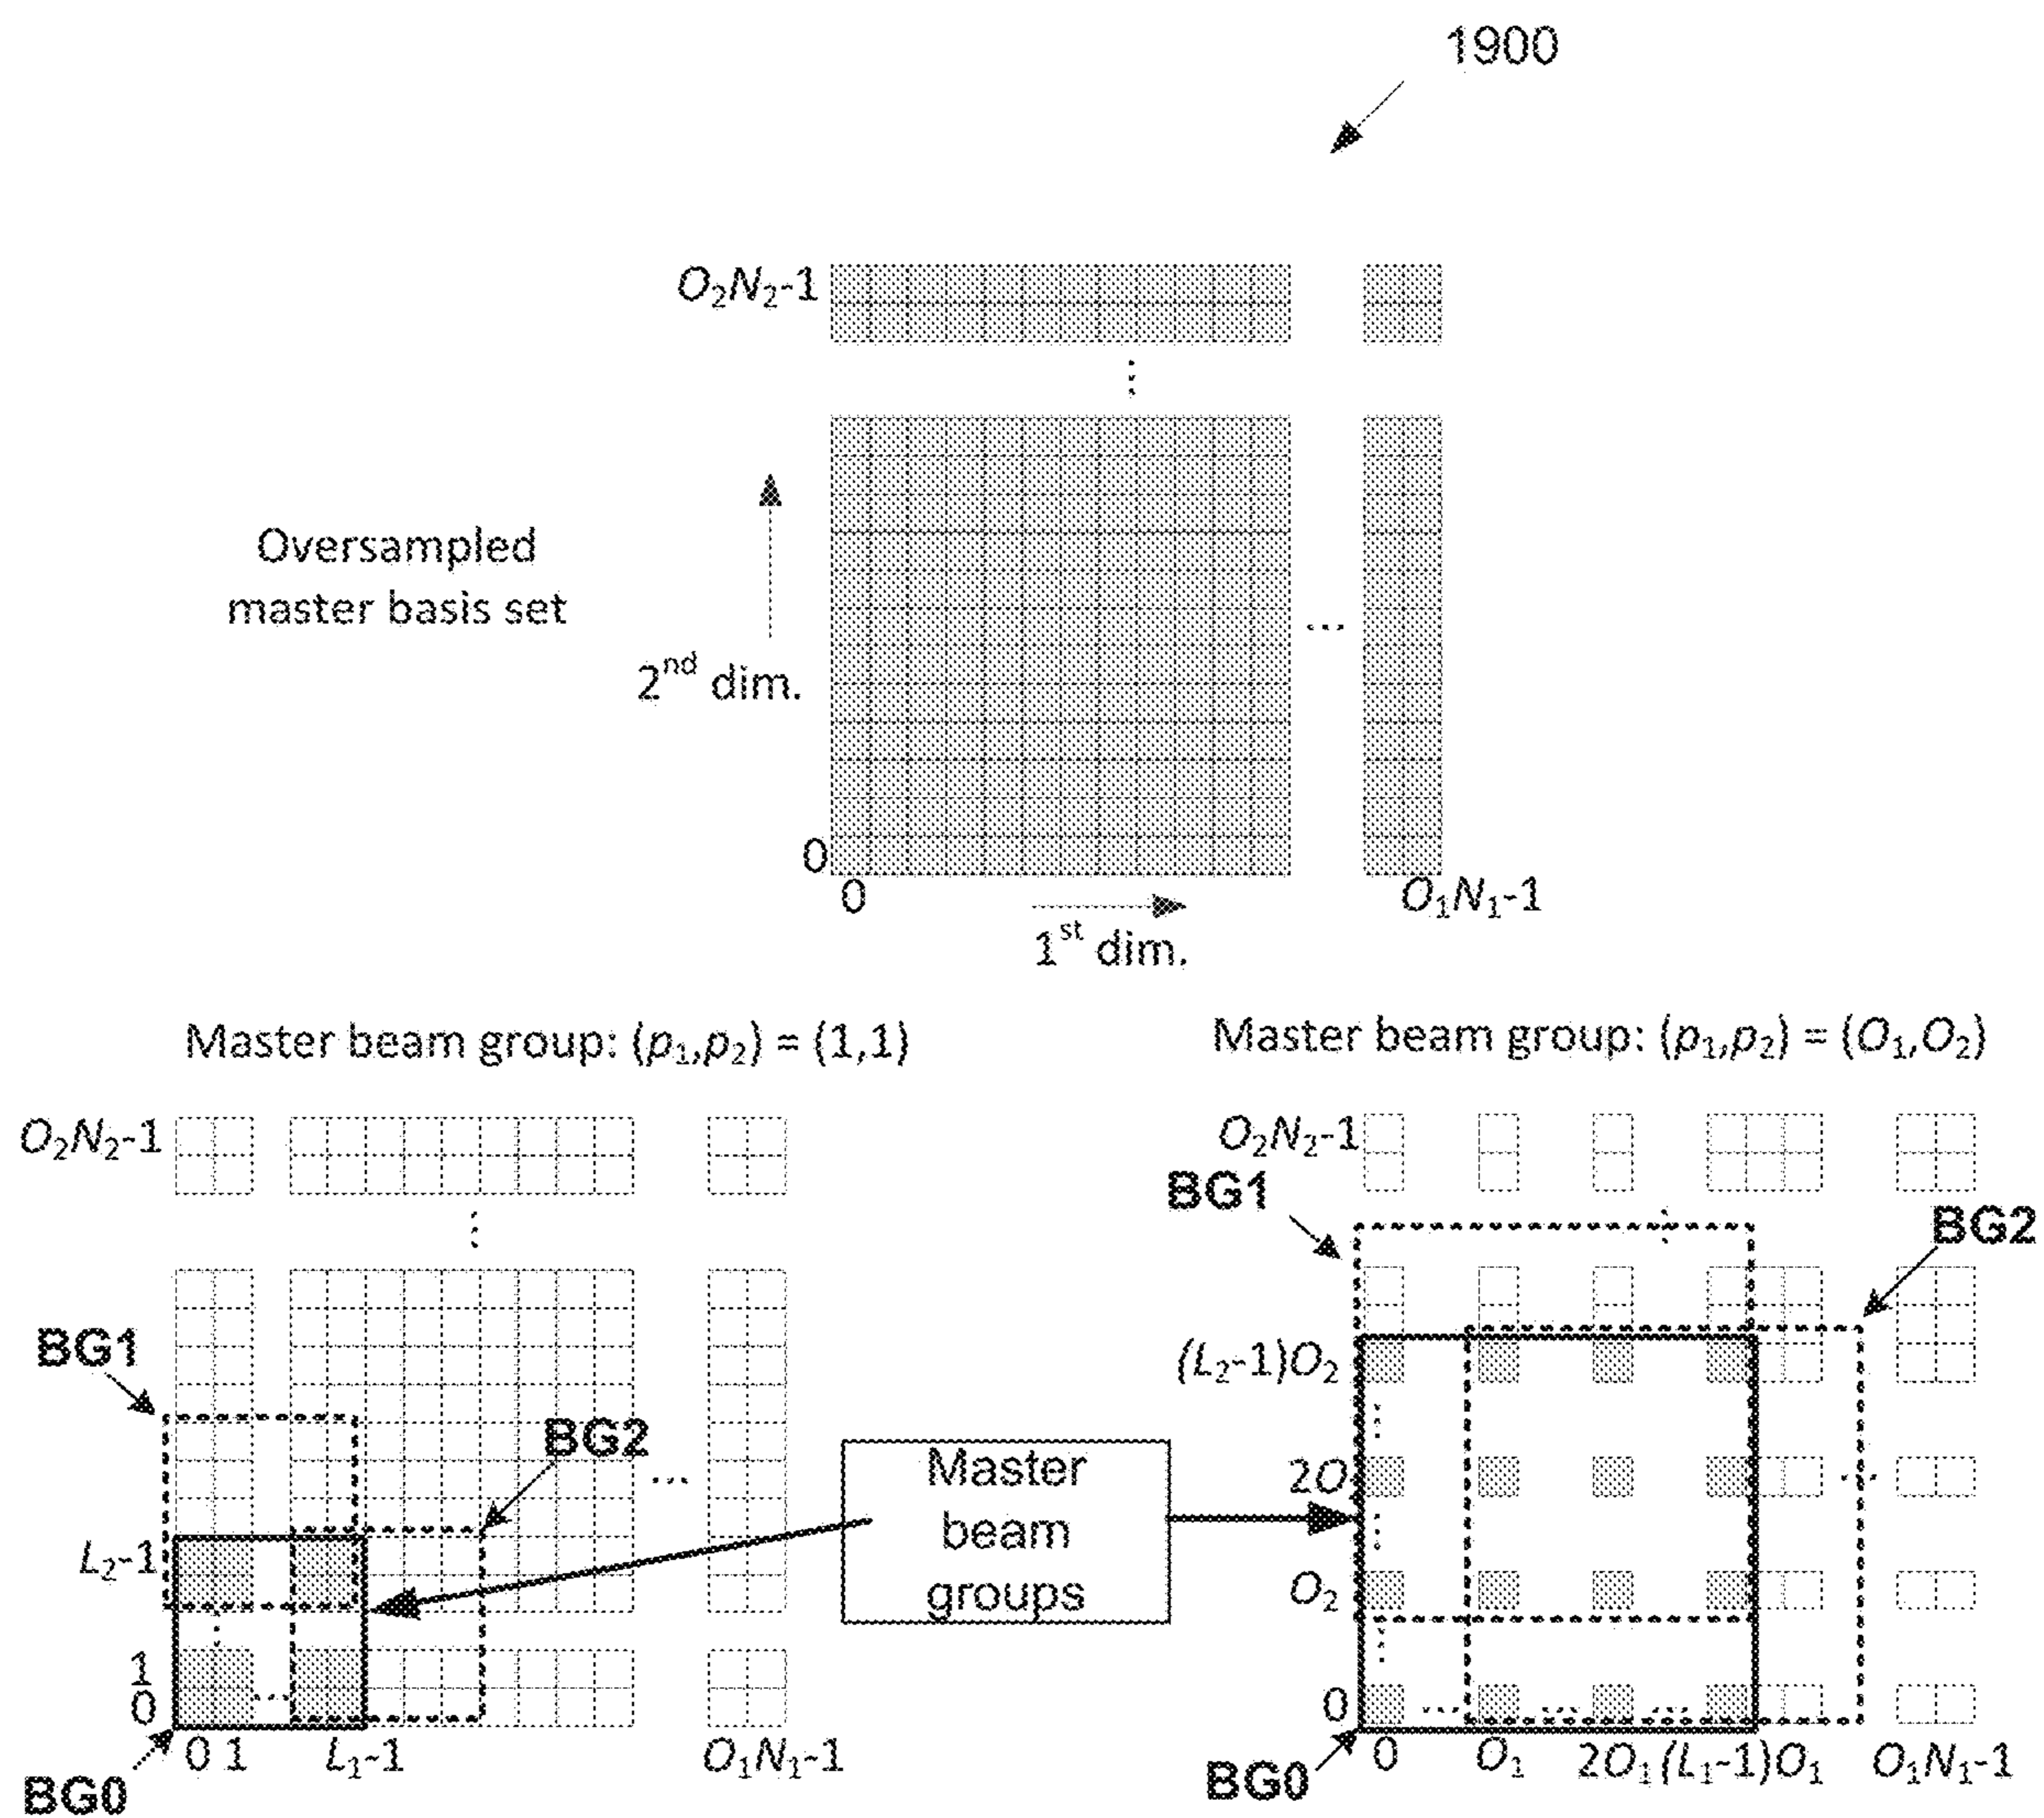 1900
O₂N₂-1
Oversampled
master basis set
2ⁿᵈ dim.
...
0
0
O₁N₁-1
1ˢᵗ dim.
Master beam group: (p₁,p₂) = (1,1)
O₂N₂-1
BG1
BG2
...
L₂-1
1
0
...
0 1
L₁-1
O₁N₁-1
BG0
Master
beam
groups
Master beam group: (p₁,p₂) = (O₁,O₂)
O₂N₂-1
BG1
BG2
(L₂-1)O₂
2O
O₂
0
0
O₁
2O₁
(L₁-1)O₁
O₁N₁-1
BG0